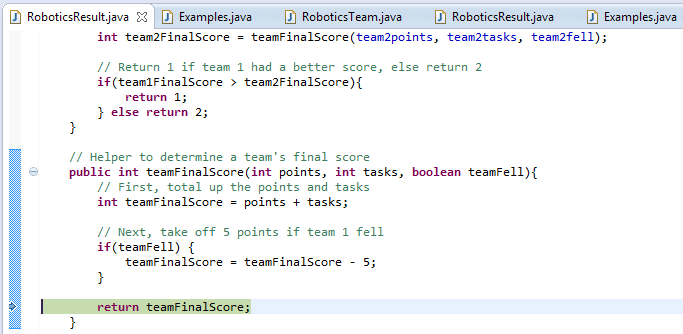 RoboticsResult.java Examples.java RoboticsTeam.java RoboticsResult.java Examples.java
int team2FinalScore = teamFinalScore(team2points, team2tasks, team2fell);
// Return 1 if team 1 had a better score, else return 2
if(team1FinalScore > team2FinalScore){
return 1;
} else return 2;
}
// Helper to determine a team's final score
public int teamFinalScore(int points, int tasks, boolean teamFell){
// First, total up the points and tasks
int teamFinalScore = points + tasks;
// Next, take off 5 points if team 1 fell
if(teamFell) {
teamFinalScore = teamFinalScore - 5;
}
return teamFinalScore;
}